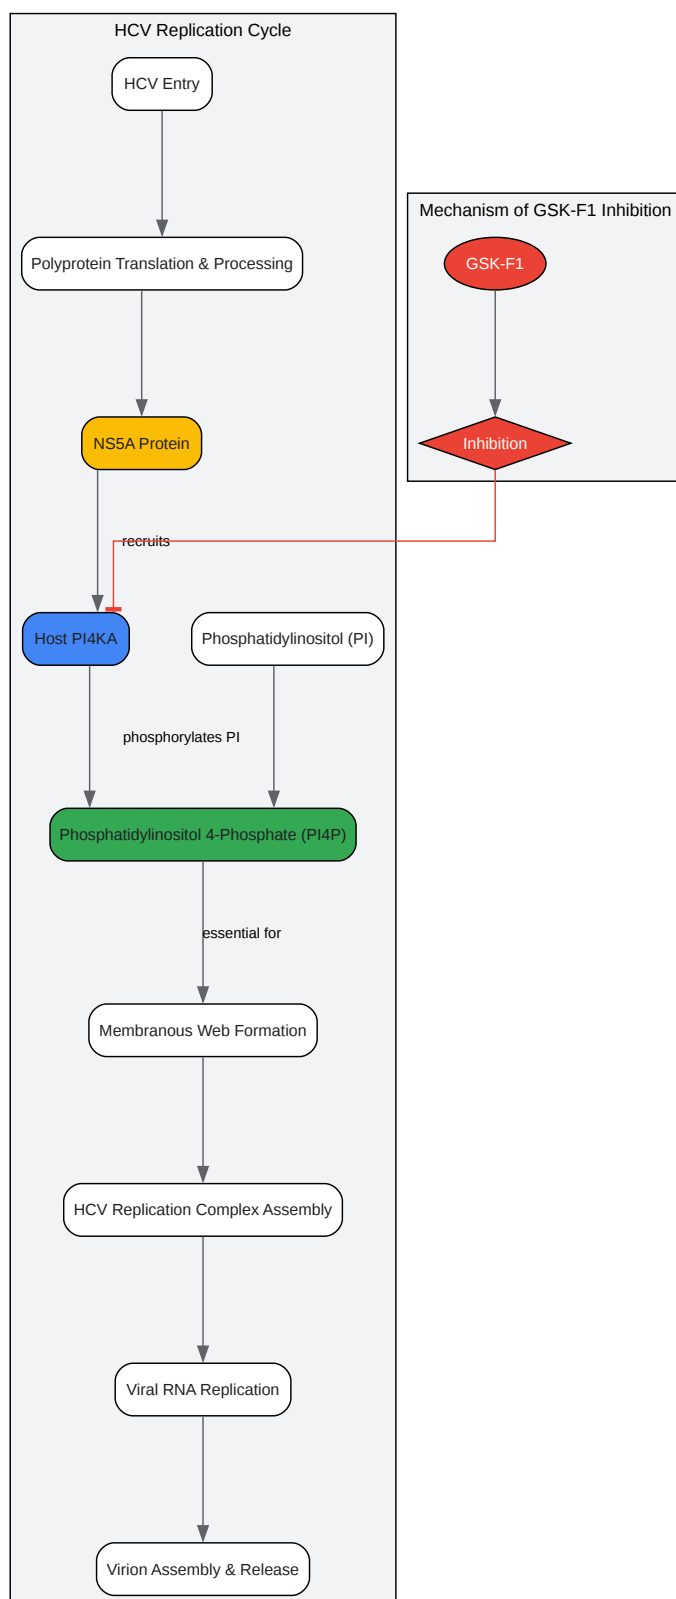 HCV Replication Cycle
HCV Entry
Mechanism of GSK-F1 Inhibition
Polyprotein Translation & Processing
GSK-F1
NS5A Protein
Inhibition
recruits
Host PI4KA
Phosphatidylinositol (PI)
phosphorylates PI
Phosphatidylinositol 4-Phosphate (PI4P)
essential for
Membranous Web Formation
HCV Replication Complex Assembly
Viral RNA Replication
Virion Assembly & Release